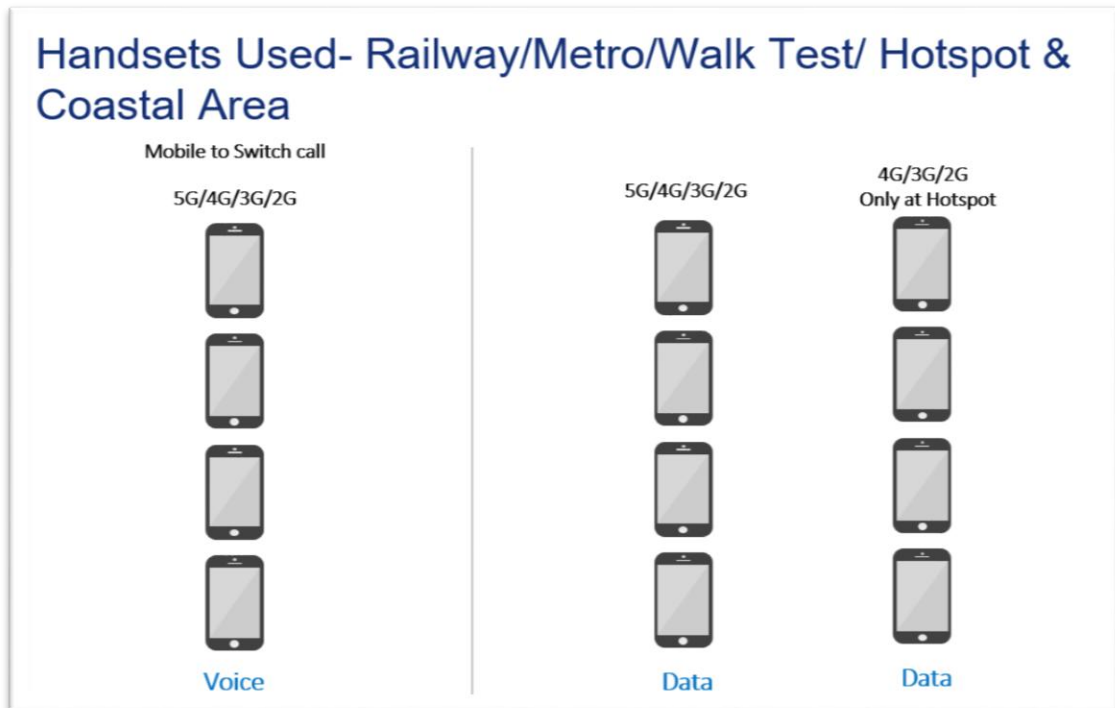 Handsets Used- Railway/Metro/Walk Test/ Hotspot &
Coastal Area
Mobile to Switch call
5G/4G/3G/2G
5G/4G/3G/2G
4G/3G/2G
Only at Hotspot
Voice
Data
Data